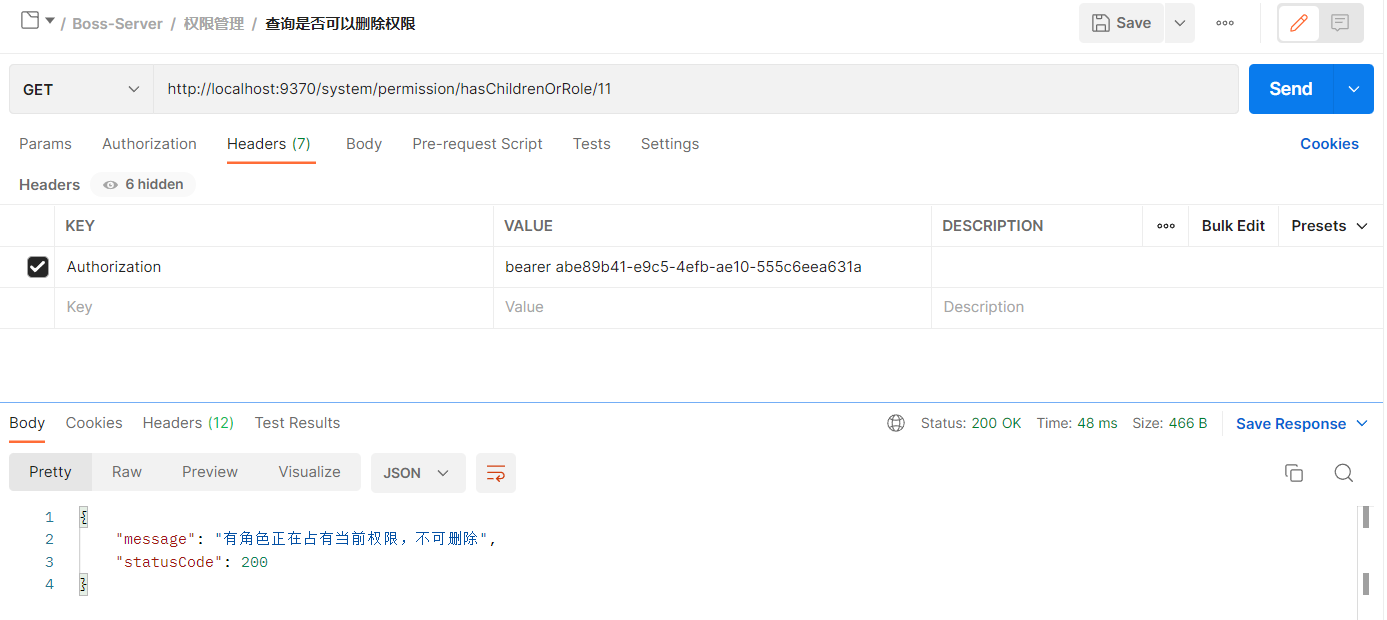 / Boss-Server / 权限管理 / 查询是否可以删除权限 Save
GET http://localhost:9370/system/permission/hasChildrenOrRole/11 Send
Params Authorization Headers (7) Body Pre-request Script Tests Settings Cookies
Headers 6 hidden
KEY VALUE DESCRIPTION Bulk Edit Presets
Authorization bearer abe89b41-e9c5-4efb-ae10-555c6eea631a
Key Value Description
Body Cookies Headers (12) Test Results Status: 200 OK Time: 48 ms Size: 466 B Save Response
Pretty Raw Preview Visualize JSON
1 {
2 "message": "有角色正在占有当前权限，不可删除",
3 "statusCode": 200
4 }